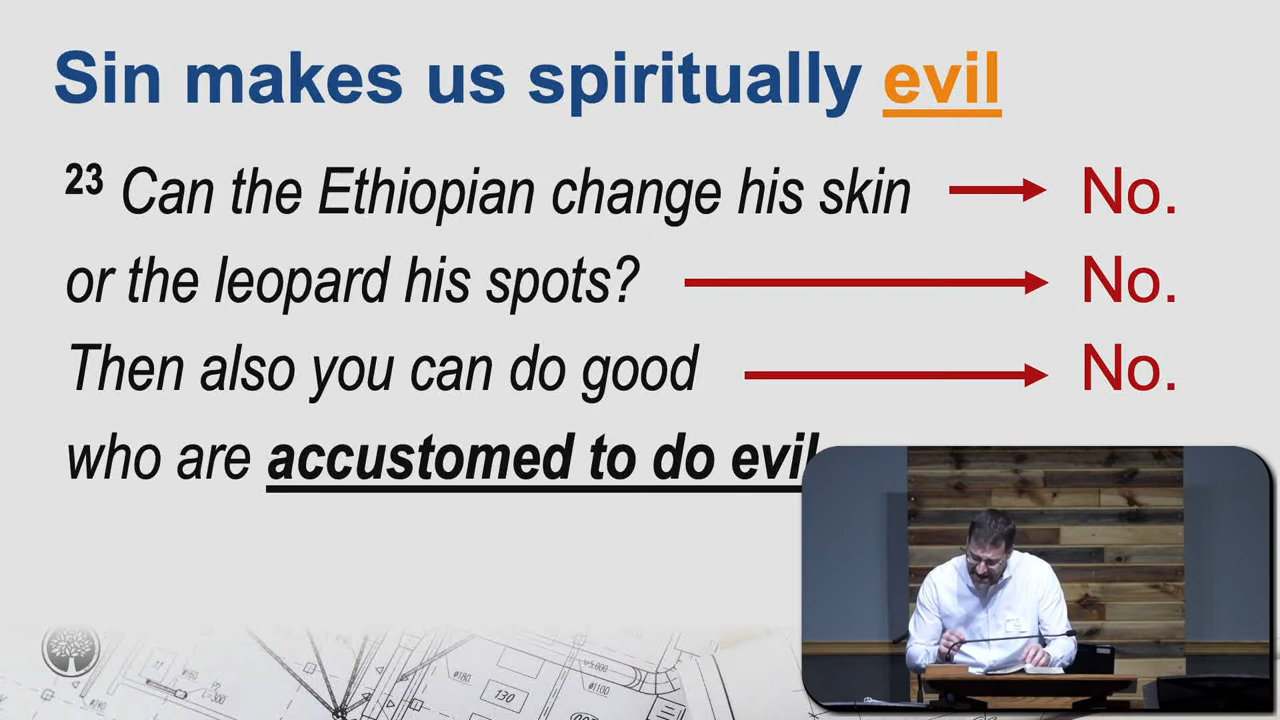 Sin makes us spiritually evil
23 Can the Ethiopian change his skin No.
or the leopard his spots? No.
Then also you can do good No.
who are accustomed to do evil
130